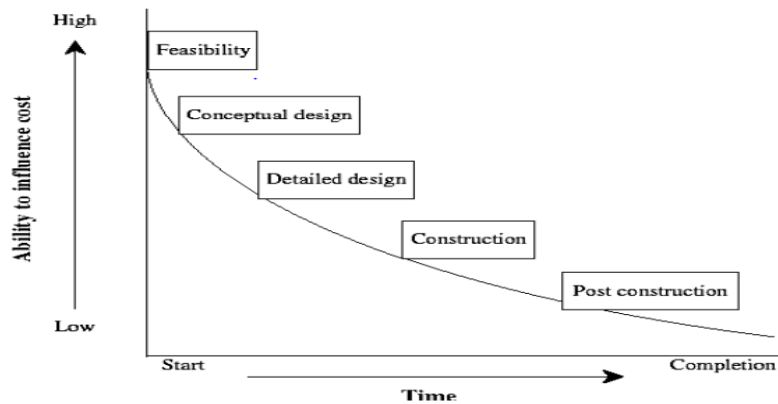 High
Feasibility
Conceptual design
Detailed design
Construction
Post construction
Ability to influence cost
Low
Start
Completion
Time